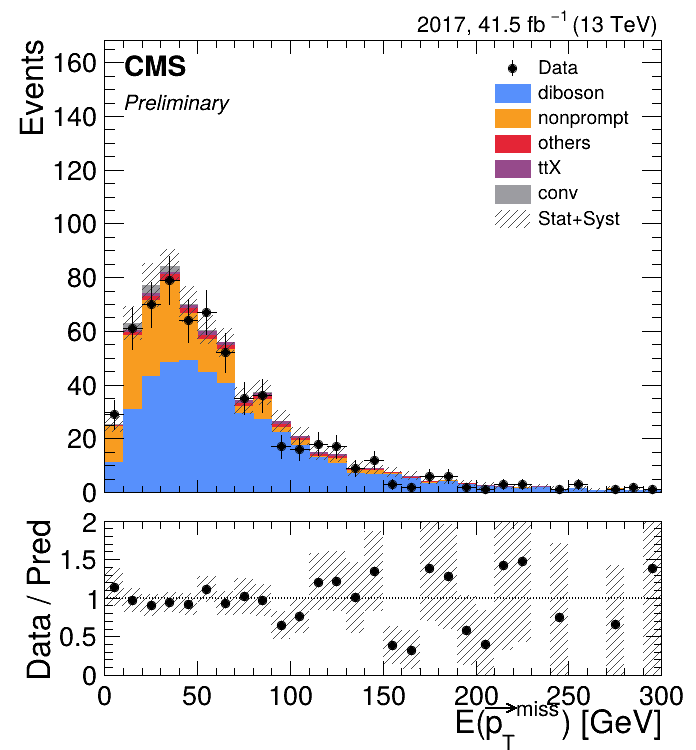 2017, 41.5 fb⁻¹ (13 TeV)
Events
160
140
120
100
80
60
40
20
0
CMS
Preliminary
Data
diboson
nonprompt
others
ttX
conv
Stat+Syst
Data / Pred
2
1.5
1
0.5
0
0 50 100 150 200 250 300
E(p⃗_T^miss) [GeV]